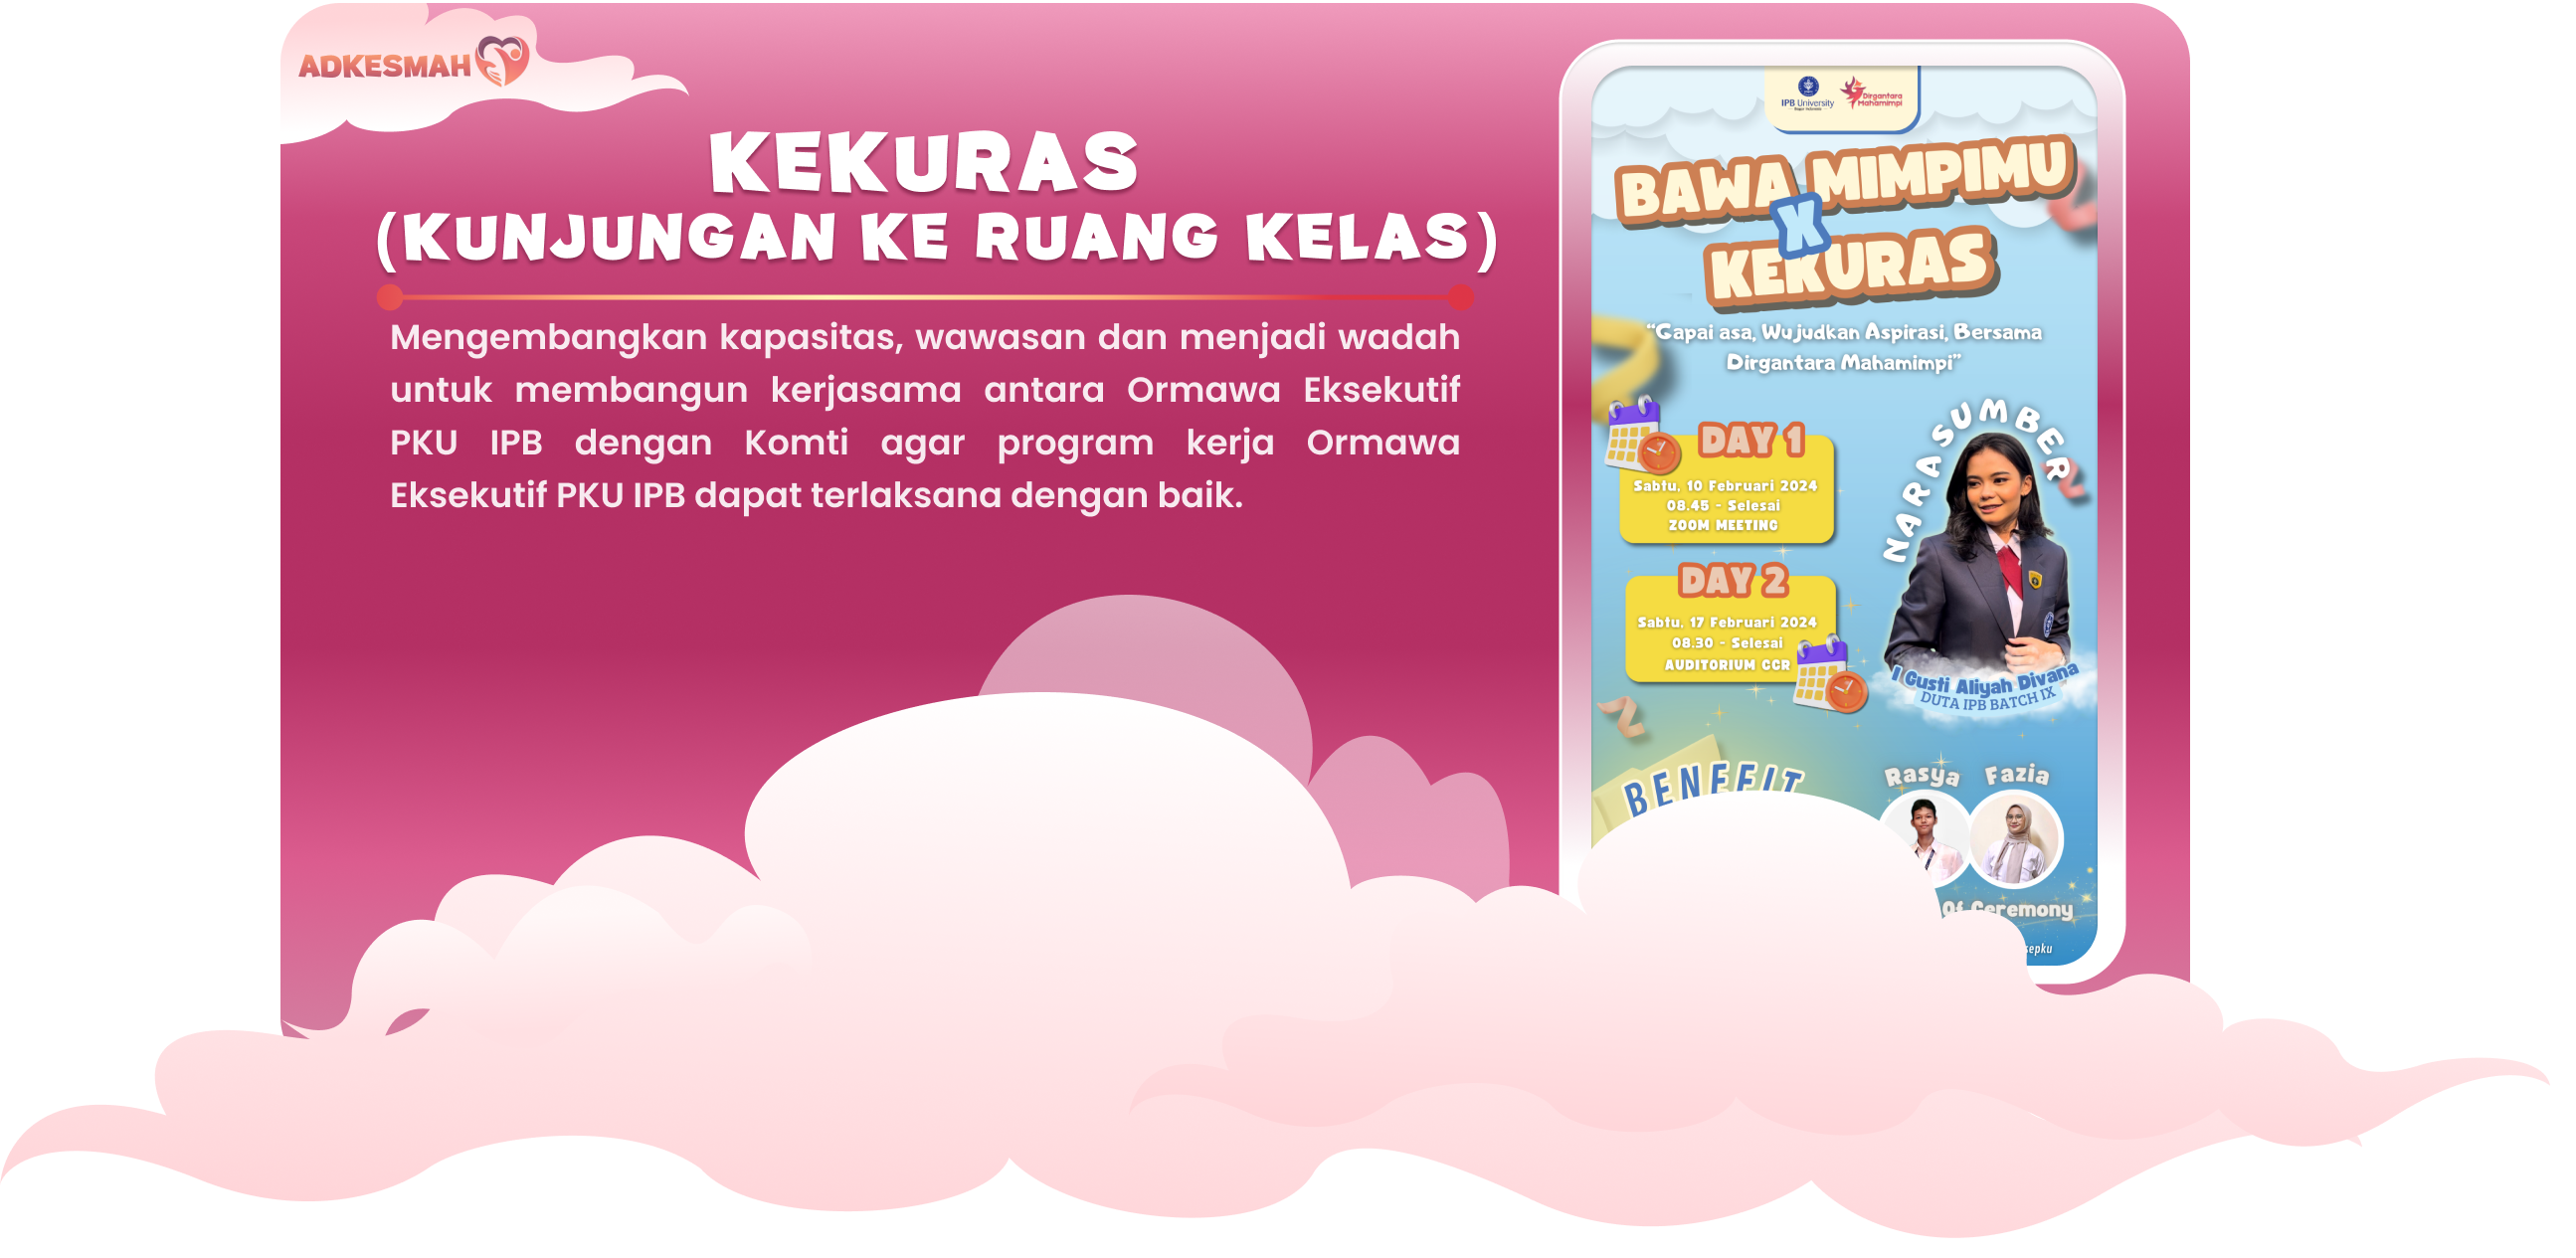 ADKESMAH
KEKURAS
(KUNJUNGAN KE RUANG KELAS)
Mengembangkan kapasitas, wawasan dan menjadi wadah
untuk membangun kerjasama antara Ormawa Eksekutif
PKU IPB dengan Komti agar program kerja Ormawa
Eksekutif PKU IPB dapat terlaksana dengan baik.
IPB University
Bogor Indonesia
Dirgantara
Mahamimpi
BAWA MIMPIMU
X
KEKURAS
"Gapai asa, Wujudkan Aspirasi, Bersama
Dirgantara Mahamimpi"
NARASUMBER
DAY 1
Sabtu, 10 Februari 2024
08.45 - Selesai
ZOOM MEETING
DAY 2
Sabtu, 17 Februari 2024
08.30 - Selesai
AUDITORIUM CCR
I Gusti Aliyah Divana
DUTA IPB BATCH IX
BENEFIT
Rasya Fazia
Of Ceremony
sepku